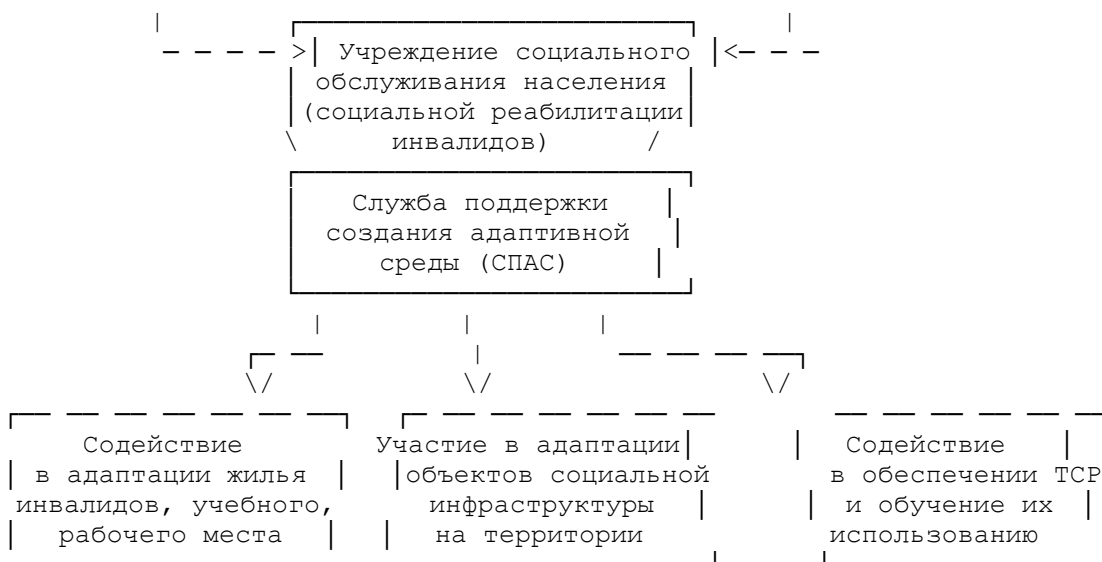 Учреждение социального
обслуживания населения
(социальной реабилитации
инвалидов)
Служба поддержки
создания адаптивной
среды (СПАС)
Содействие
в адаптации жилья
инвалидов, учебного,
рабочего места
Участие в адаптации
объектов социальной
инфраструктуры
на территории
Содействие
в обеспечении ТСР
и обучение их
использованию